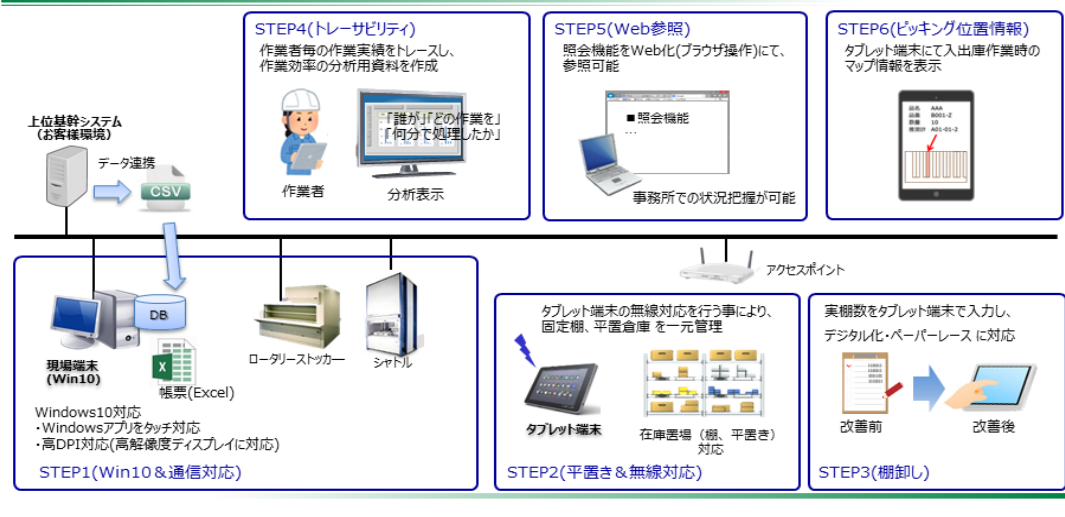 STEP4(トレーサビリティ)
作業者毎の作業実績をトレースし、
作業効率の分析用資料を作成
「誰が」「どの作業を」
「何分で処理したか」
作業者
分析表示
STEP5(Web参照)
照会機能をWeb化(ブラウザ操作)にて、
参照可能
■照会機能
…
事務所での状況把握が可能
STEP6(ピッキング位置情報)
タブレット端末にて入出庫作業時の
マップ情報を表示
品名 AAA
品番 B001-Z
数量 10
棚番計 A01-01-2
上位基幹システム
(お客様環境)
データ連携
CSV
DB
現場端末
(Win10)
X
帳票(Excel)
ロータリーストッカー
シャトル
Windows10対応
・Windowsアプリをタッチ対応
・高DPI対応(高解像度ディスプレイに対応)
STEP1(Win10&通信対応)
アクセスポイント
タブレット端末の無線対応を行う事により、
固定棚、平置倉庫 を一元管理
タブレット端末
在庫置場(棚、平置き)
対応
STEP2(平置き&無線対応)
実棚数をタブレット端末で入力し、
デジタル化・ペーパーレース に対応
改善前
改善後
STEP3(棚卸し)